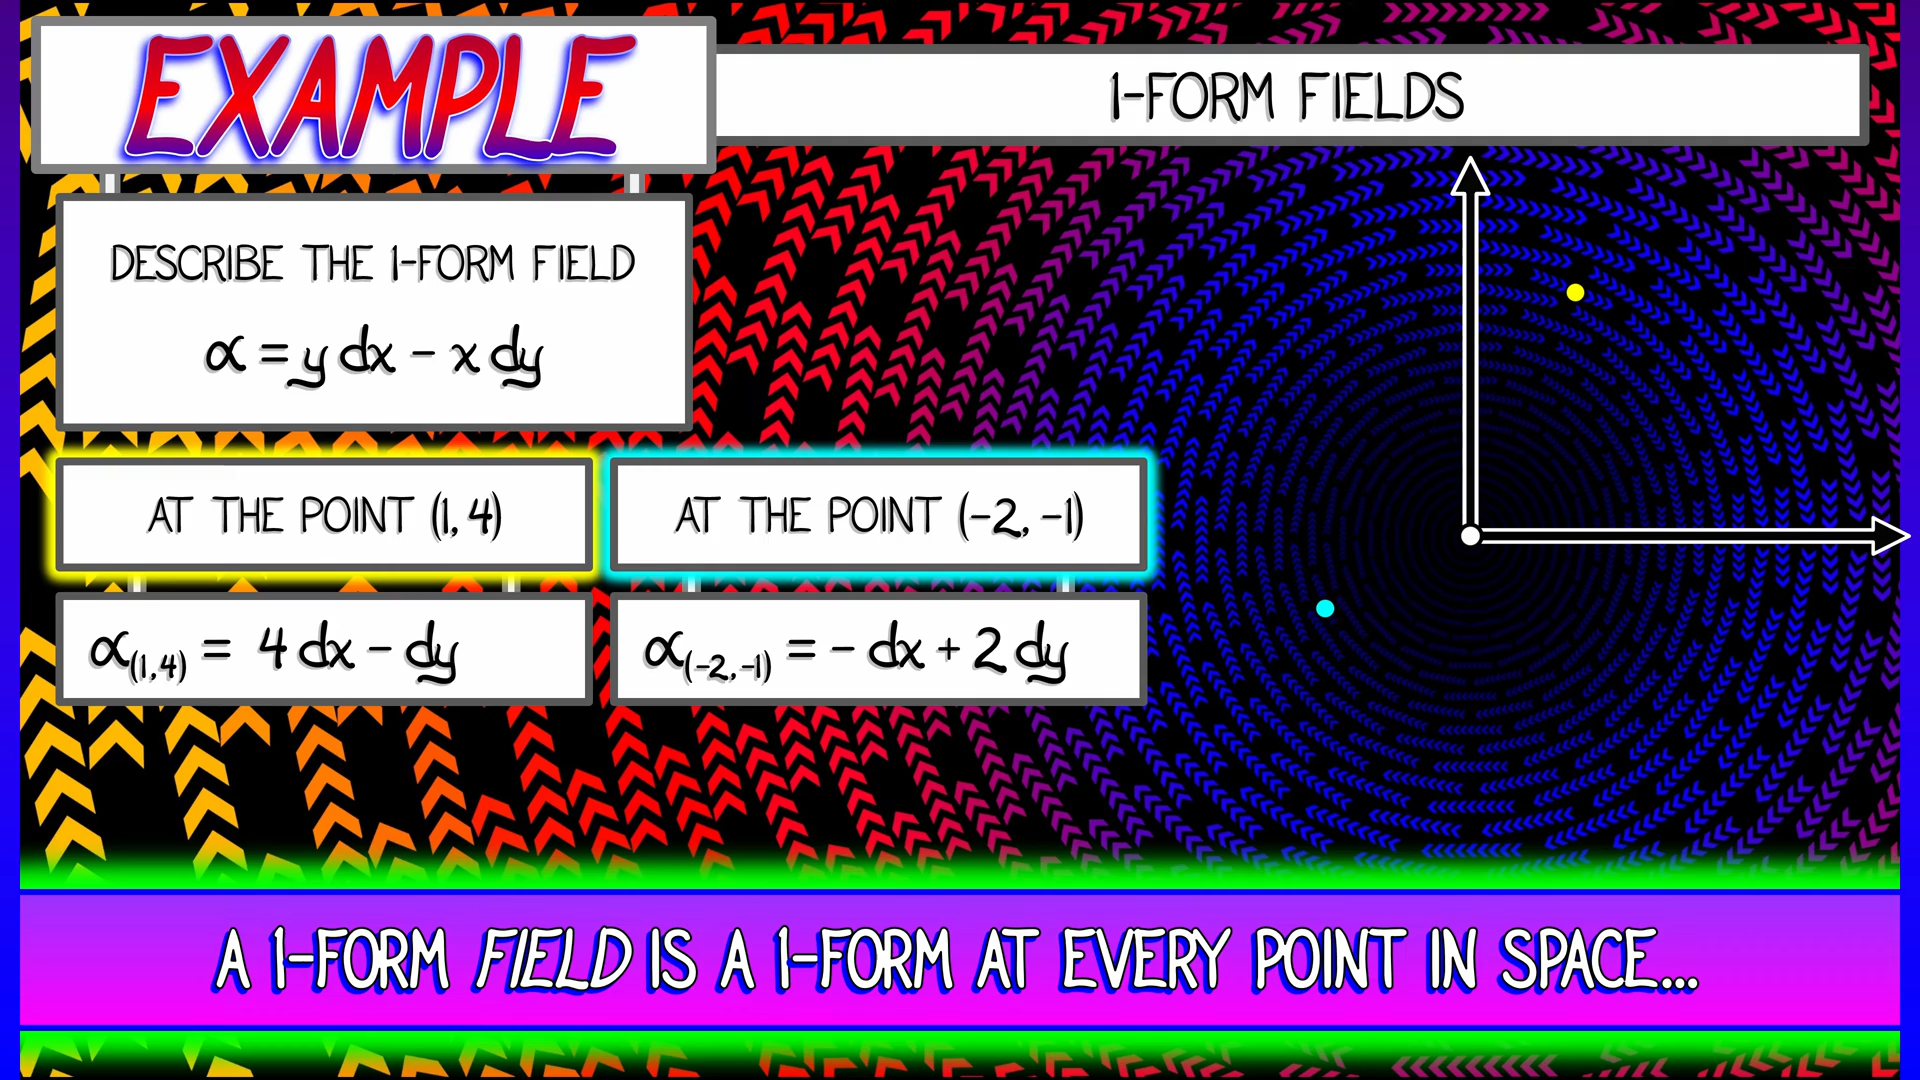 EXAMPLE
1-FORM FIELDS
DESCRIBE THE 1-FORM FIELD
α = y dx - x dy
AT THE POINT (1, 4)
AT THE POINT (-2, -1)
α(1,4) = 4 dx - dy
α(-2,-1) = - dx + 2 dy
A 1-FORM FIELD IS A 1-FORM AT EVERY POINT IN SPACE...